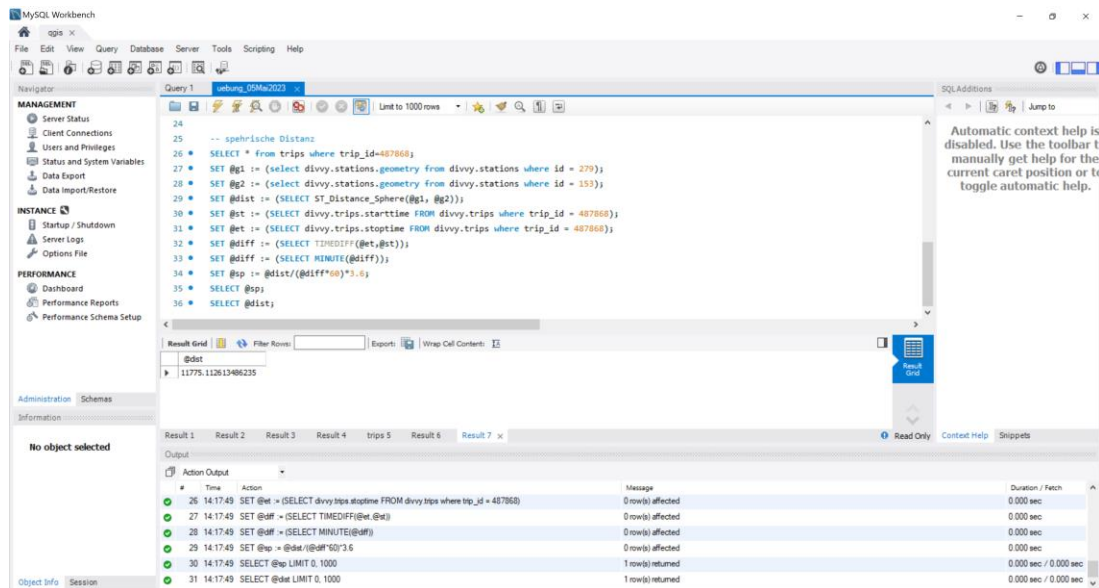 MySQL Workbench
qgis ×
File Edit View Query Database Server Tools Scripting Help
Navigator
MANAGEMENT
Server Status
Client Connections
Users and Privileges
Status and System Variables
Data Export
Data Import/Restore
INSTANCE
Startup / Shutdown
Server Logs
Options File
PERFORMANCE
Dashboard
Performance Reports
Performance Schema Setup
Administration Schemas
Information
No object selected
Object Info Session
Query 1 uebung_05Mai2023 ×
Limit to 1000 rows
24
25 -- spehrische Distanz
26 SELECT * from trips where trip_id=487868;
27 SET @g1 := (select divvy.stations.geometry from divvy.stations where id = 279);
28 SET @g2 := (select divvy.stations.geometry from divvy.stations where id = 153);
29 SET @dist := (SELECT ST_Distance_Sphere(@g1, @g2));
30 SET @st := (SELECT divvy.trips.starttime FROM divvy.trips where trip_id = 487868);
31 SET @et := (SELECT divvy.trips.stoptime FROM divvy.trips where trip_id = 487868);
32 SET @diff := (SELECT TIMEDIFF(@et,@st));
33 SET @diff := (SELECT MINUTE(@diff));
34 SET @sp := @dist/(@diff*60)*3.6;
35 SELECT @sp;
36 SELECT @dist;
Result Grid Filter Rows: Export: Wrap Cell Content:
@dist
11775.112613486235
Result Grid
Result 1 Result 2 Result 3 Result 4 trips 5 Result 6 Result 7 × Read Only
Output
Action Output
# Time Action Message Duration / Fetch
26 14:17:49 SET @et := (SELECT divvy.trips.stoptime FROM divvy.trips where trip_id = 487868) 0 row(s) affected 0.000 sec
27 14:17:49 SET @diff := (SELECT TIMEDIFF(@et,@st)) 0 row(s) affected 0.000 sec
28 14:17:49 SET @diff := (SELECT MINUTE(@diff)) 0 row(s) affected 0.000 sec
29 14:17:49 SET @sp := @dist/(@diff*60)*3.6 0 row(s) affected 0.000 sec
30 14:17:49 SELECT @sp LIMIT 0, 1000 1 row(s) returned 0.000 sec / 0.000 sec
31 14:17:49 SELECT @dist LIMIT 0, 1000 1 row(s) returned 0.000 sec / 0.000 sec
SQLAdditions
Jump to
Automatic context help is
disabled. Use the toolbar t
manually get help for the
current caret position or to
toggle automatic help.
Context Help Snippets